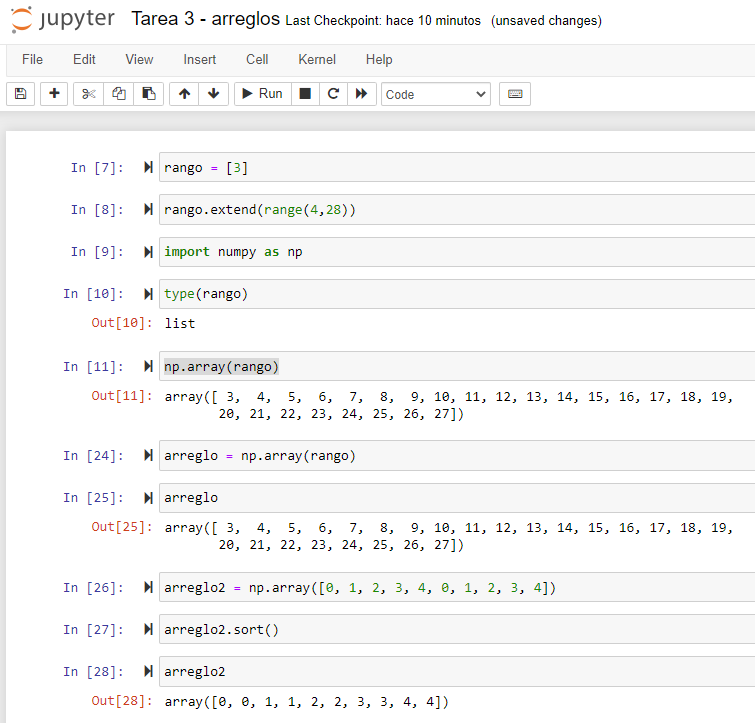 jupyter Tarea 3 - arreglos Last Checkpoint: hace 10 minutos (unsaved changes)
File Edit View Insert Cell Kernel Help
Run Code
In [7]: rango = [3]
In [8]: rango.extend(range(4,28))
In [9]: import numpy as np
In [10]: type(rango)
Out[10]: list
In [11]: np.array(rango)
Out[11]: array([ 3, 4, 5, 6, 7, 8, 9, 10, 11, 12, 13, 14, 15, 16, 17, 18, 19,
20, 21, 22, 23, 24, 25, 26, 27])
In [24]: arreglo = np.array(rango)
In [25]: arreglo
Out[25]: array([ 3, 4, 5, 6, 7, 8, 9, 10, 11, 12, 13, 14, 15, 16, 17, 18, 19,
20, 21, 22, 23, 24, 25, 26, 27])
In [26]: arreglo2 = np.array([0, 1, 2, 3, 4, 0, 1, 2, 3, 4])
In [27]: arreglo2.sort()
In [28]: arreglo2
Out[28]: array([0, 0, 1, 1, 2, 2, 3, 3, 4, 4])